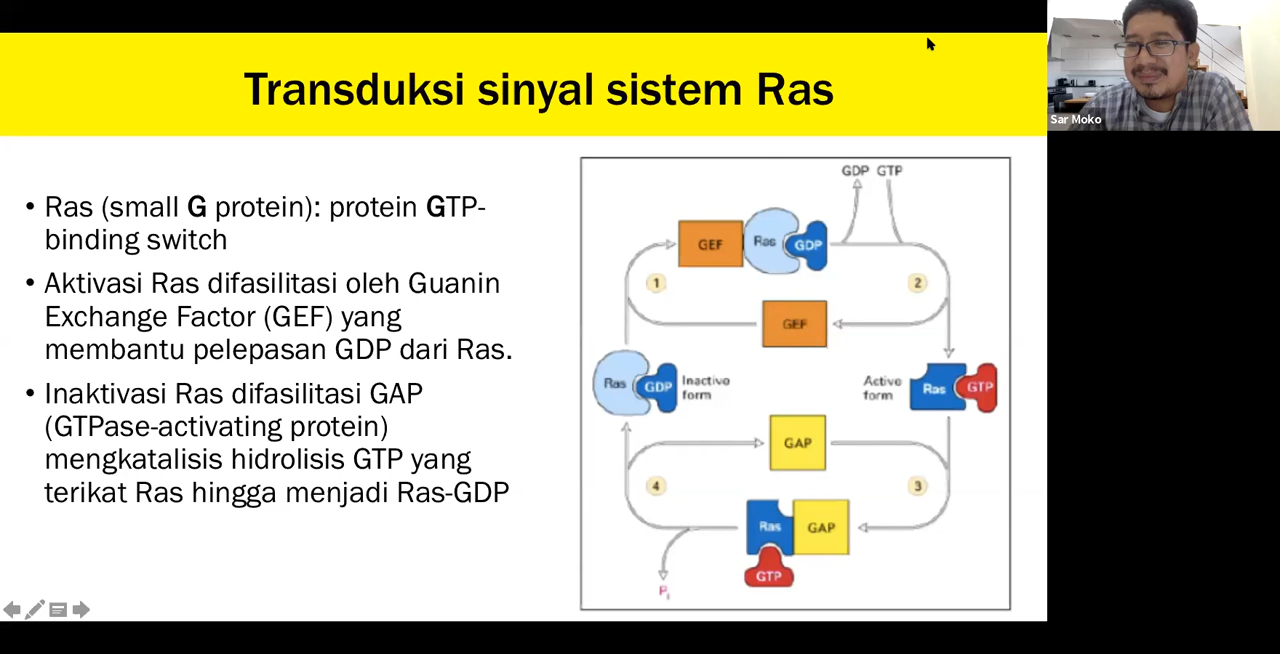 Transduksi sinyal sistem Ras
Sar Moko
• Ras (small G protein): protein GTP-
binding switch
• Aktivasi Ras difasilitasi oleh Guanin
Exchange Factor (GEF) yang
membantu pelepasan GDP dari Ras.
• Inaktivasi Ras difasilitasi GAP
(GTPase-activating protein)
mengkatalisis hidrolisis GTP yang
terikat Ras hingga menjadi Ras-GDP
GDP GTP
GEF Ras GDP
1
2
GEF
Ras GDP
Inactive
form
Active
form
Ras GTP
GAP
4
3
Ras GAP
GTP
Pi